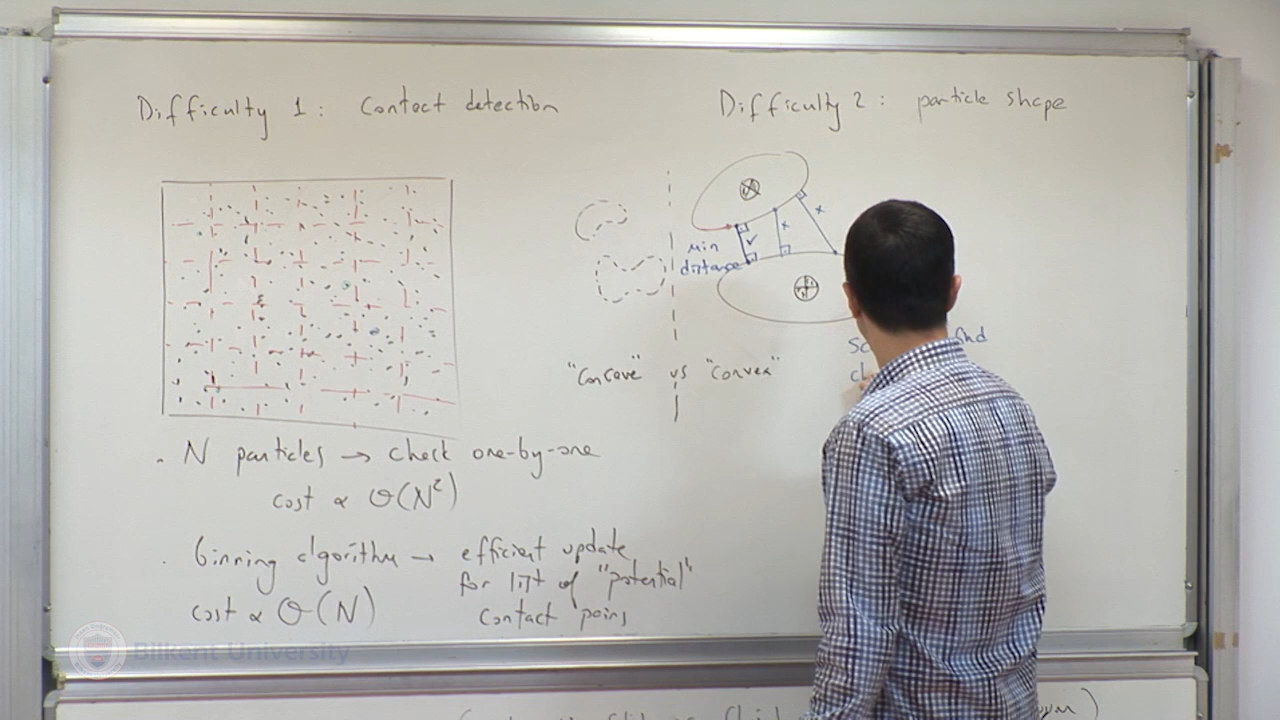 Difficulty 1 : Contact detection
. N particles → check one-by-one
cost ∝ O(N²)
. binning algorithm → efficient update
for list of "potential"
contact pairs
cost ∝ O(N)
Difficulty 2 : particle shape
min
distance
"Concave" vs "Convex"
Bilkent University